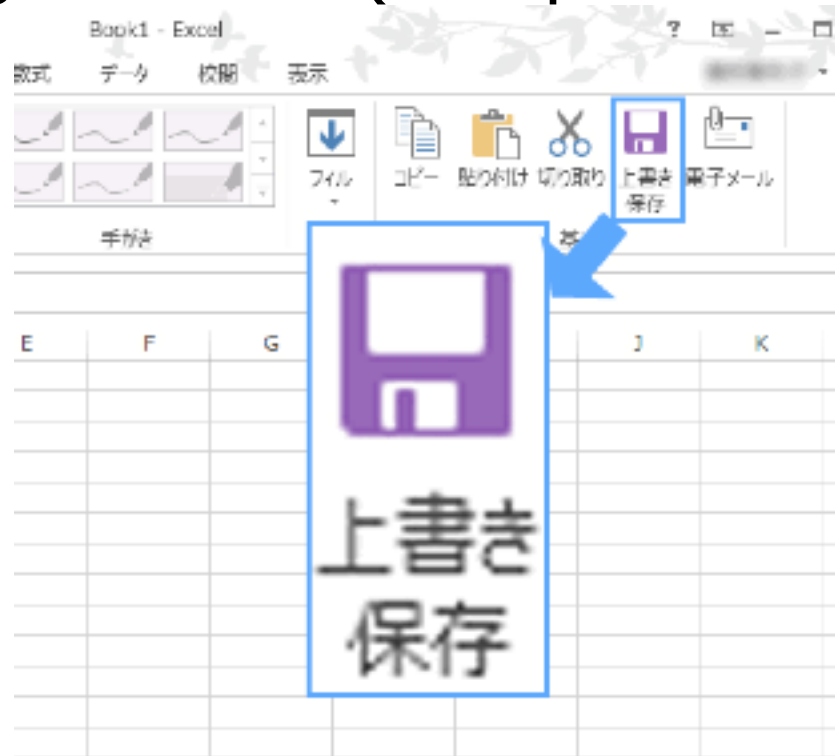 Book1 - Excel
?
数式 データ 校閲 表示
フィル
コピー
貼り付け
切り取り
上書き
保存
電子メール
手がき
E F G J K
上書き
保存